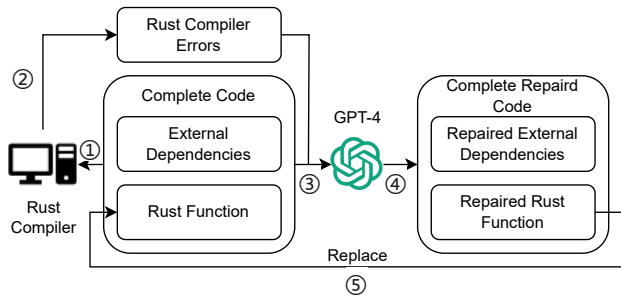 Rust Compiler
Errors
②
Complete Code
External
Dependencies
①
Rust
Compiler
Rust Function
③
GPT-4
④
Complete Repaird
Code
Repaired External
Dependencies
Repaired Rust
Function
Replace
⑤